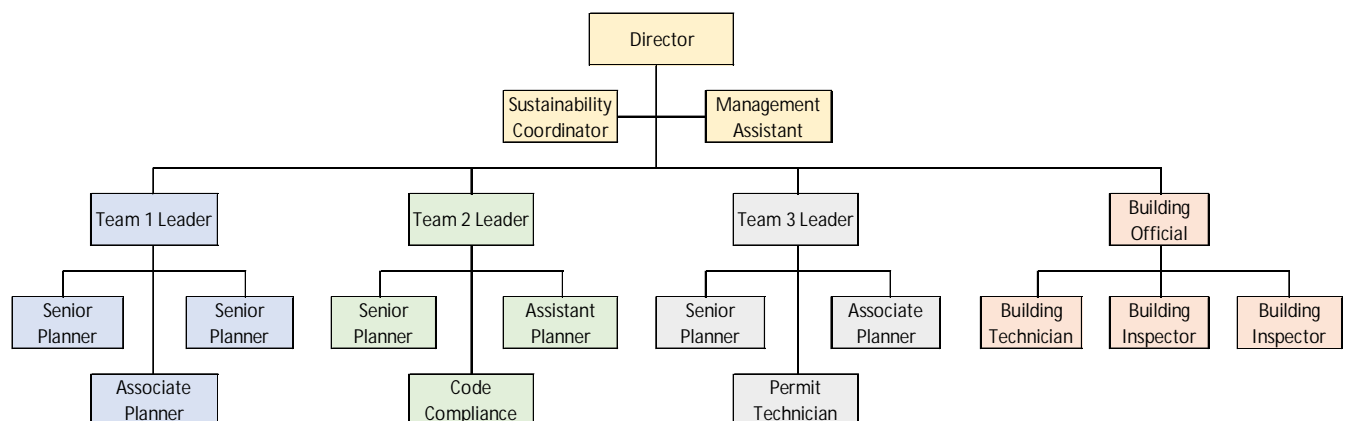 Director
Sustainability
Coordinator
Management
Assistant
Team 1 Leader
Team 2 Leader
Team 3 Leader
Building
Official
Senior
Planner
Senior
Planner
Senior
Planner
Assistant
Planner
Senior
Planner
Associate
Planner
Building
Technician
Building
Inspector
Building
Inspector
Associate
Planner
Code
Compliance
Permit
Technician